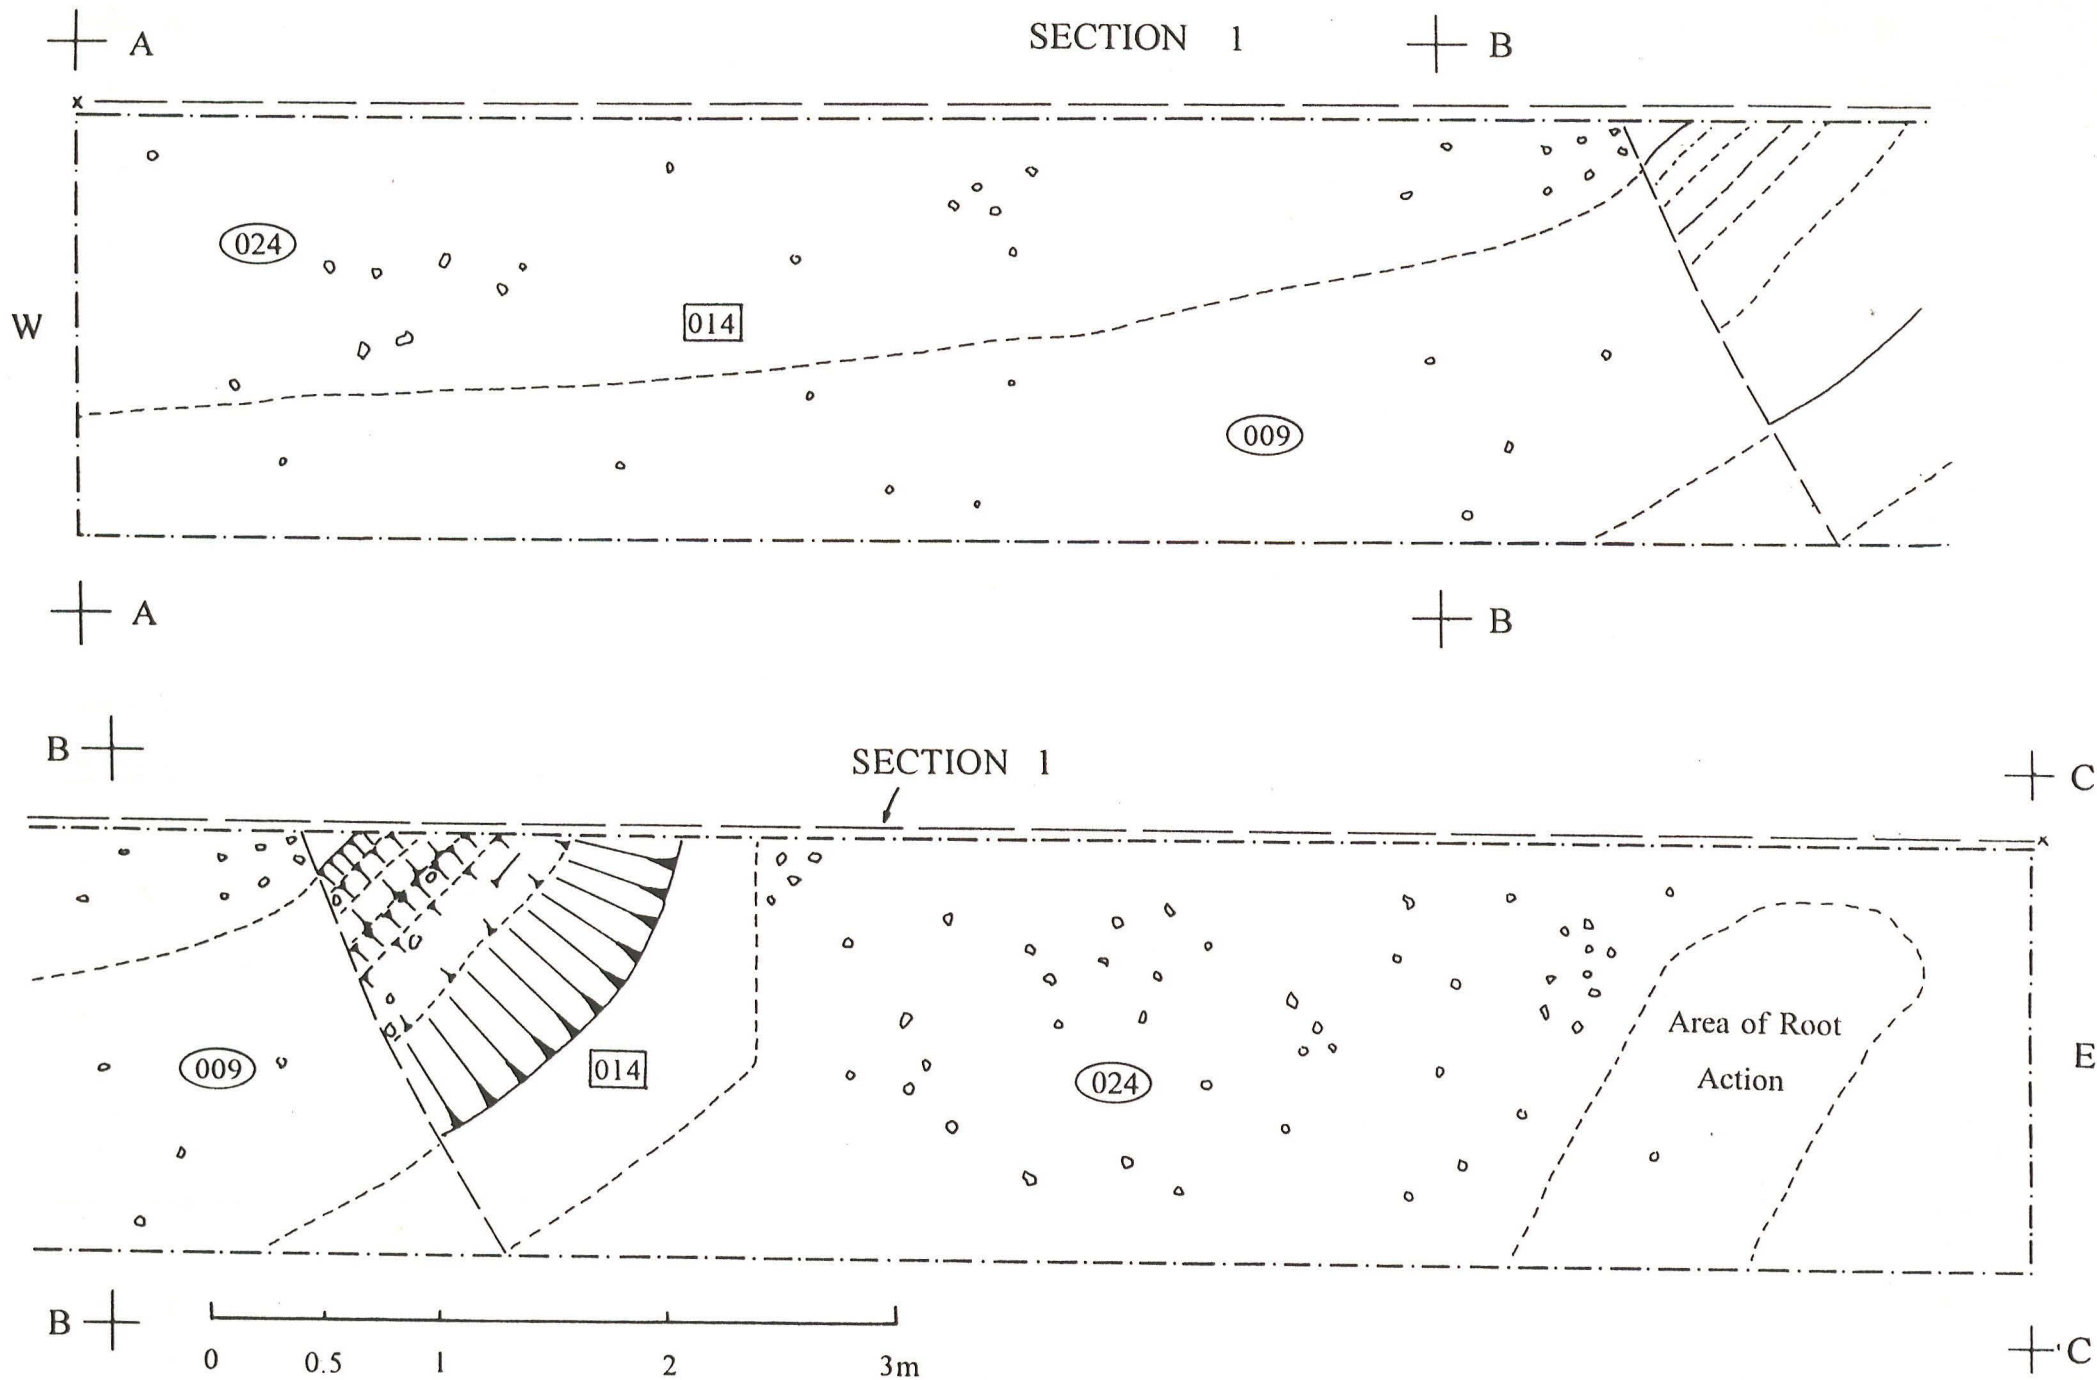 A
SECTION 1
B
x
024
W
014
009
A
B
B
SECTION 1
C
x
009
014
024
Area of Root
Action
E
B
C
0 0.5 1 2 3m